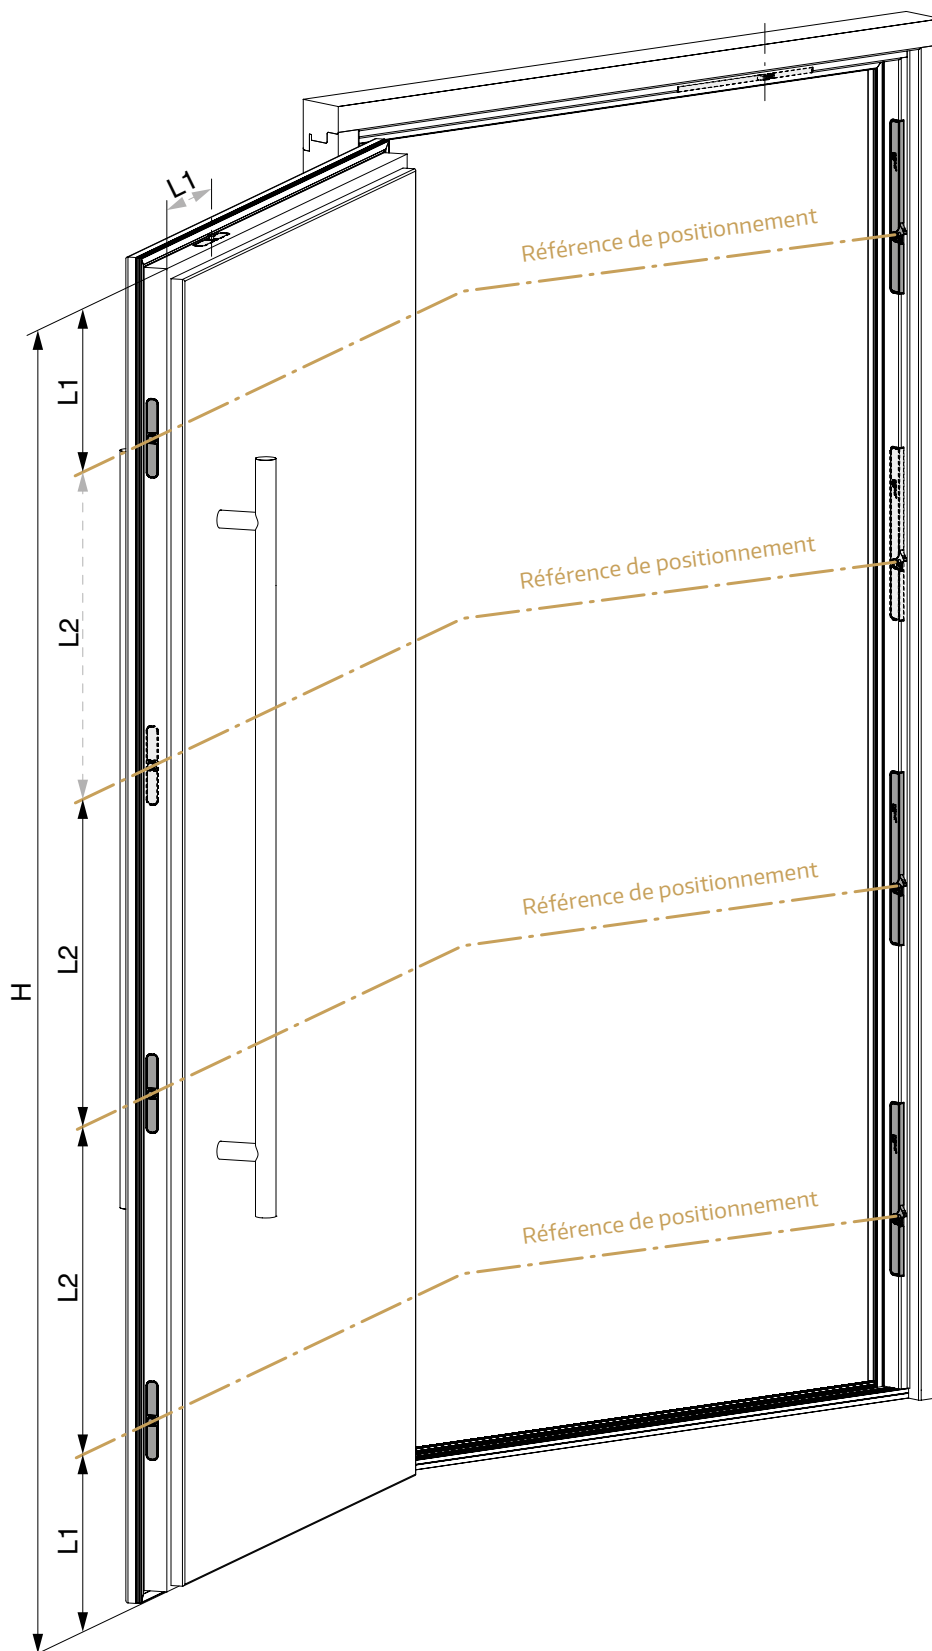 L1
Référence de positionnement
L1
Référence de positionnement
L2
Référence de positionnement
L2
H
Référence de positionnement
L2
L1